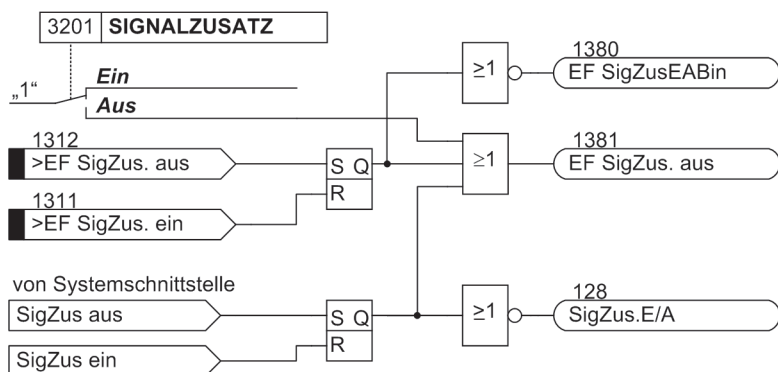 3201 SIGNALZUSATZ
1380
EF SigZusEABin
≥1
Ein
„1“
Aus
1312
>EF SigZus. aus
S Q
R
≥1
1381
EF SigZus. aus
1311
>EF SigZus. ein
von Systemschnittstelle
SigZus aus
S Q
R
≥1
128
SigZus.E/A
SigZus ein